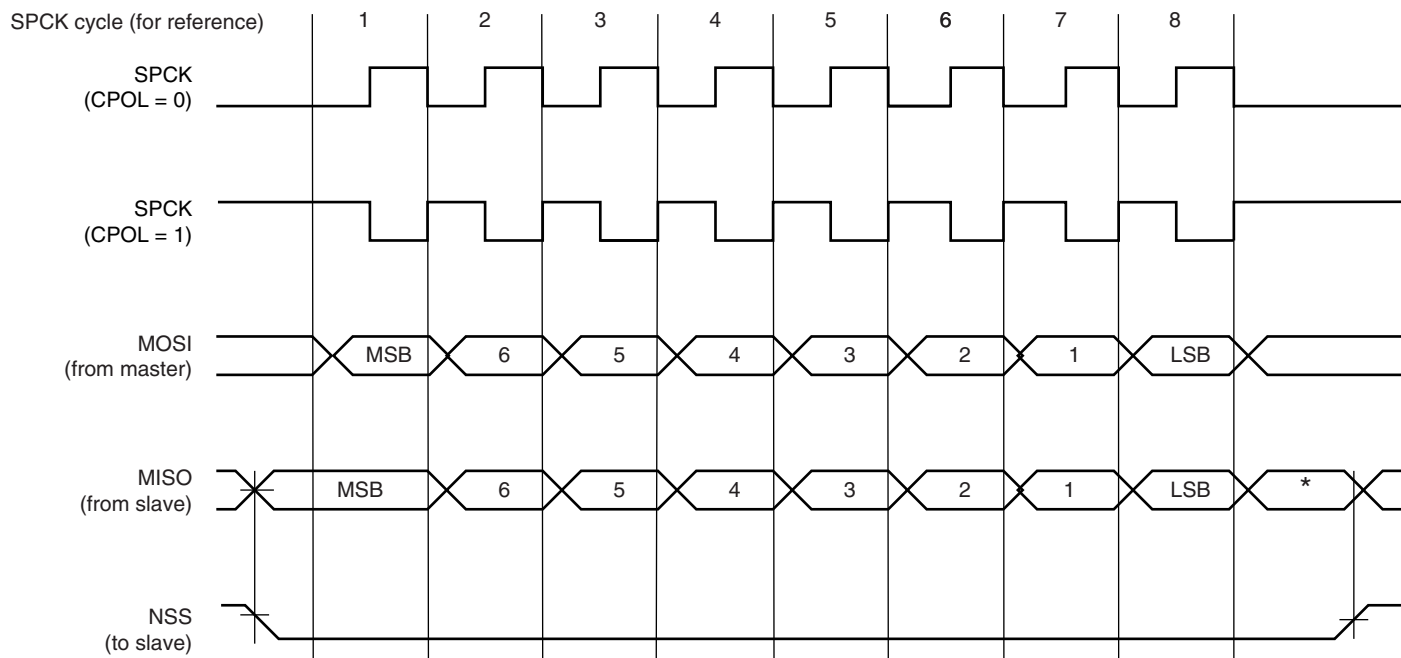 SPCK cycle (for reference) 1 2 3 4 5 6 7 8
SPCK
(CPOL = 0)
SPCK
(CPOL = 1)
MOSI
(from master)
MSB 6 5 4 3 2 1 LSB
MISO
(from slave)
MSB 6 5 4 3 2 1 LSB *
NSS
(to slave)